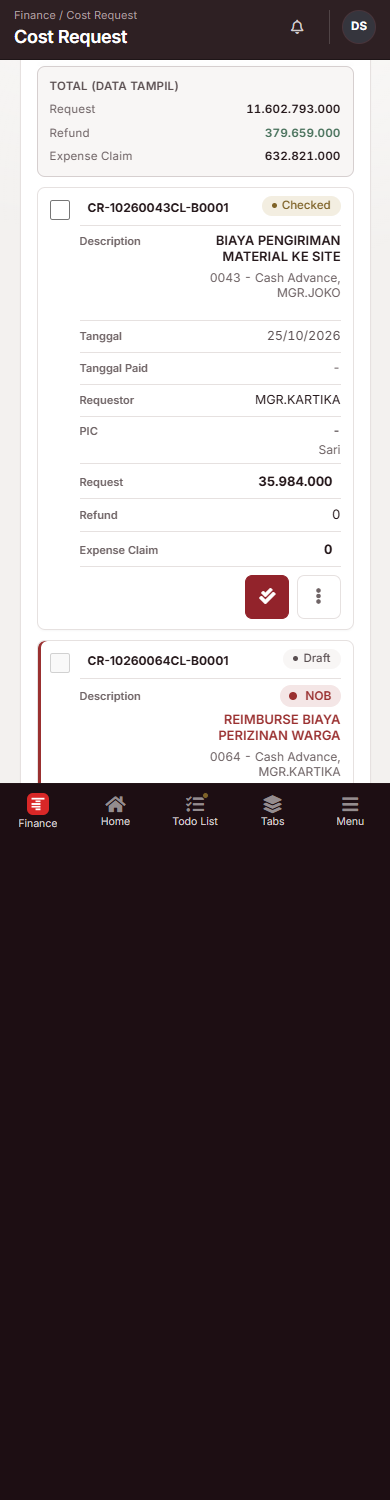 Finance / Cost Request
Cost Request
DS
TOTAL (DATA TAMPIL)
Request 11.602.793.000
Refund 379.659.000
Expense Claim 632.821.000
CR-10260043CL-B0001 Checked
Description BIAYA PENGIRIMAN
MATERIAL KE SITE
0043 - Cash Advance,
MGR.JOKO
Tanggal 25/10/2026
Tanggal Paid -
Requestor MGR.KARTIKA
PIC -
Sari
Request 35.984.000
Refund 0
Expense Claim 0
CR-10260064CL-B0001 Draft
Description NOB
REIMBURSE BIAYA
PERIZINAN WARGA
0064 - Cash Advance,
MGR.KARTIKA
Finance Home Todo List Tabs Menu